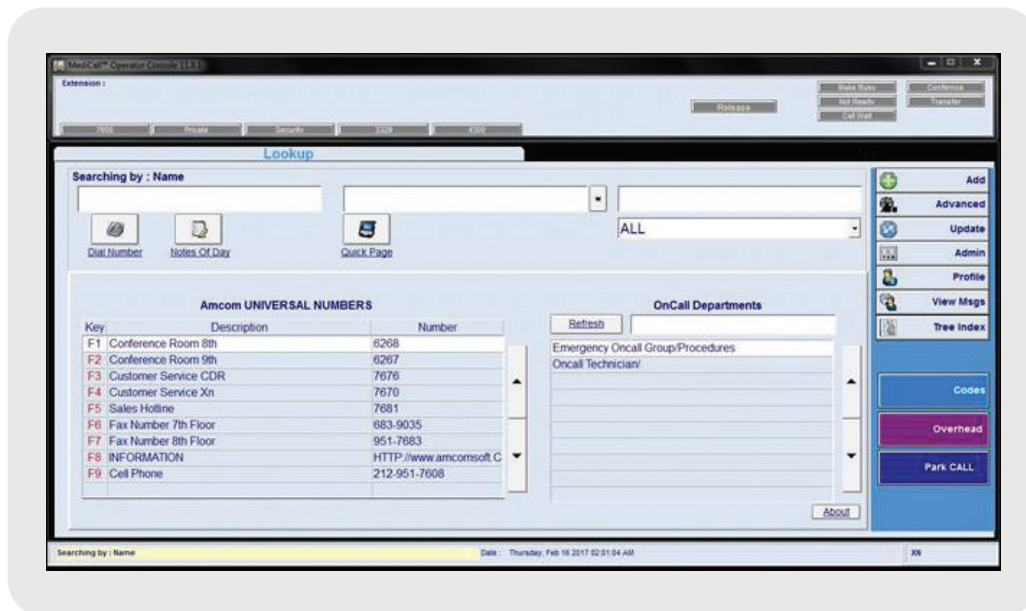 MediCall™ Operator Console 11.0.1
Extension :
Make Busy
Conference
Release
Not Ready
Transfer
Call Wait
7600 Private Security 3329 4300
Lookup
Searching by : Name
Dial Number
Notes Of Day
Quick Page
ALL
Amcom UNIVERSAL NUMBERS
Key Description Number
F1 Conference Room 8th 6268
F2 Conference Room 9th 6267
F3 Customer Service CDR 7676
F4 Customer Service Xn 7670
F5 Sales Hotline 7681
F6 Fax Number 7th Floor 683-9035
F7 Fax Number 8th Floor 951-7683
F8 INFORMATION HTTP://www.amcomsoft.C
F9 Cell Phone 212-951-7608
OnCall Departments
Refresh
Emergency Oncall Group/Procedures
Oncall Technician/
About
Add
Advanced
Update
Admin
Profile
View Msgs
Tree Index
Codes
Overhead
Park CALL
Searching by : Name
Date : Thursday, Feb 16 2017 02:01:04 AM
XN